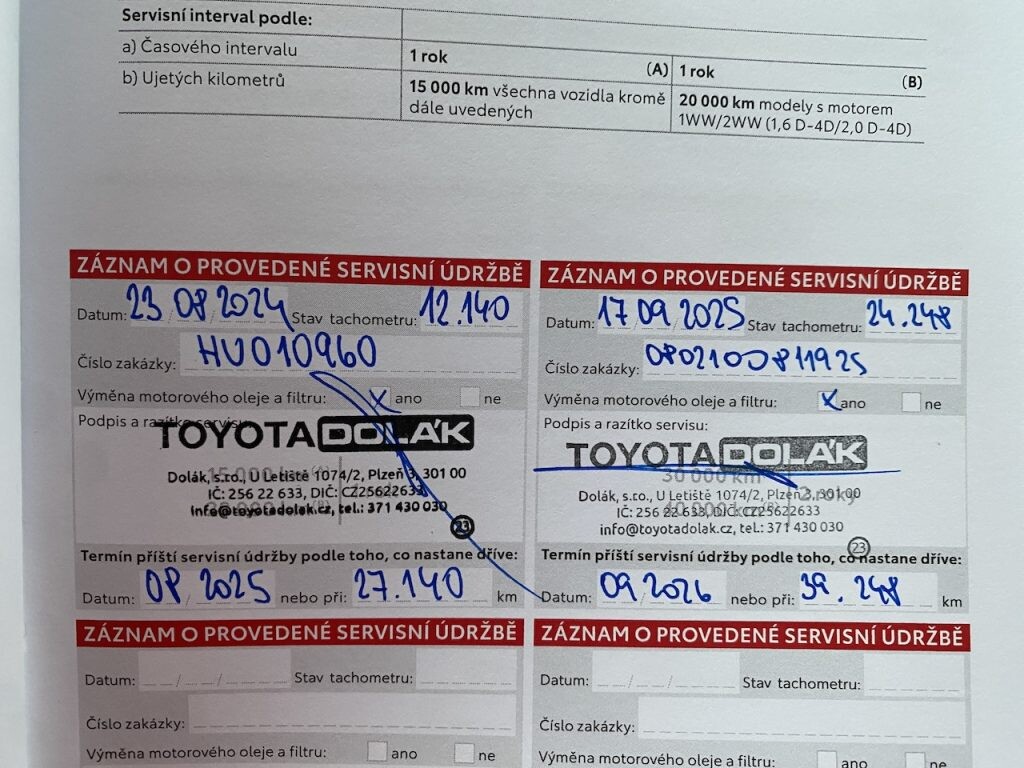 Servisní interval podle:
a) Časového intervalu
1 rok (A)
1 rok (B)
b) Ujetých kilometrů
15 000 km všechna vozidla kromě
dále uvedených
20 000 km modely s motorem
1WW/2WW (1,6 D-4D/2,0 D-4D)
ZÁZNAM O PROVEDENÉ SERVISNÍ ÚDRŽBĚ
Datum: 23 08 2024 Stav tachometru: 12.140
Číslo zakázky: HU010960
Výměna motorového oleje a filtru: X ano ne
Podpis a razítko servisu:
TOYOTA DOLÁK
15 000 km
Dolák, s.r.o., U Letiště 1074/2, Plzeň 3, 301 00
IČ: 256 22 633, DIČ: CZ25622633
info@toyotadolak.cz, tel.: 371 430 030
23
Termín příští servisní údržby podle toho, co nastane dříve:
Datum: 08 2025 nebo při: 27.140 km
ZÁZNAM O PROVEDENÉ SERVISNÍ ÚDRŽBĚ
Datum: 17 09 2025 Stav tachometru: 24.248
Číslo zakázky: 0802100811925
Výměna motorového oleje a filtru: X ano ne
Podpis a razítko servisu:
TOYOTA DOLÁK
30 000 km
2 roky
Dolák, s.r.o., U Letiště 1074/2, Plzeň 3, 301 00
IČ: 256 22 633, DIČ: CZ25622633
info@toyotadolak.cz, tel.: 371 430 030
23
Termín příští servisní údržby podle toho, co nastane dříve:
Datum: 09 2026 nebo při: 39.248 km
ZÁZNAM O PROVEDENÉ SERVISNÍ ÚDRŽBĚ
Datum: / / Stav tachometru:
Číslo zakázky:
Výměna motorového oleje a filtru: ano ne
ZÁZNAM O PROVEDENÉ SERVISNÍ ÚDRŽBĚ
Datum: / / Stav tachometru:
Číslo zakázky:
Výměna motorového oleje a filtru: ano ne